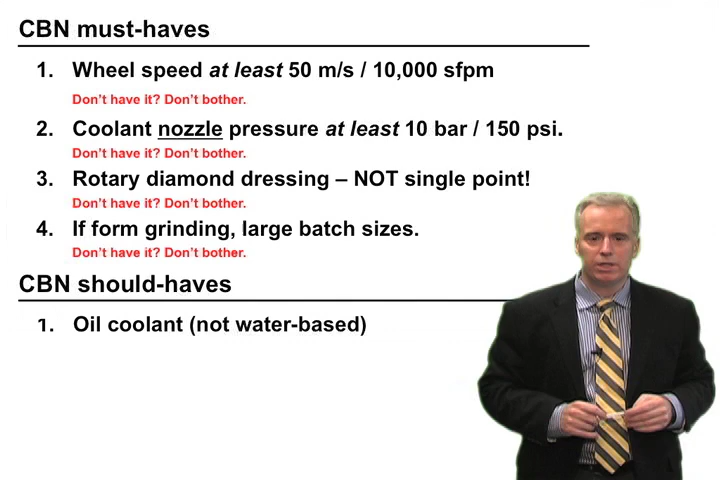 CBN must-haves
1. Wheel speed at least 50 m/s / 10,000 sfpm
Don't have it? Don't bother.
2. Coolant nozzle pressure at least 10 bar / 150 psi.
Don't have it? Don't bother.
3. Rotary diamond dressing – NOT single point!
Don't have it? Don't bother.
4. If form grinding, large batch sizes.
Don't have it? Don't bother.
CBN should-haves
1. Oil coolant (not water-based)